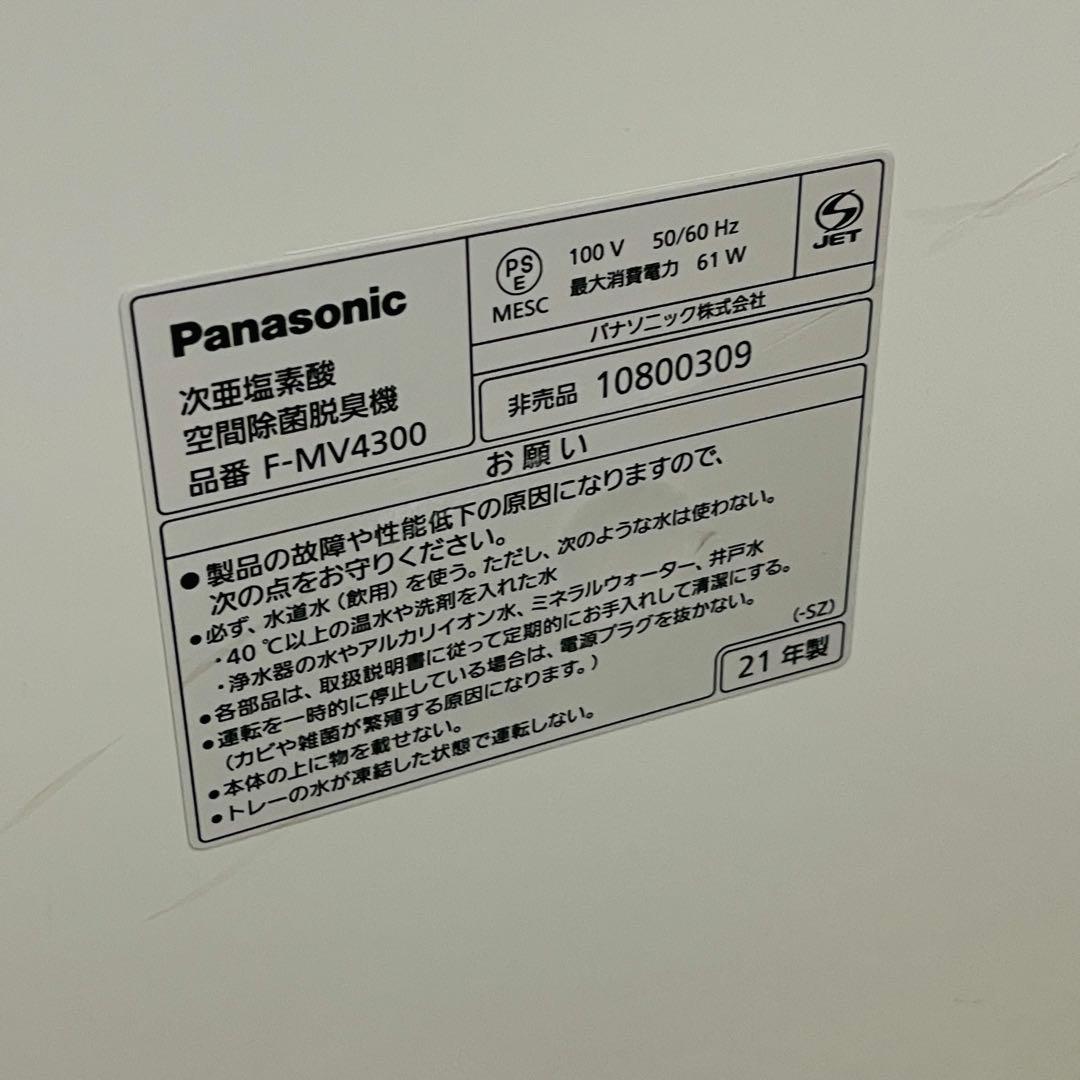 Panasonic
次亜塩素酸
空間除菌脱臭機
品番 F-MV4300
PSE
MESC
100 V 50/60 Hz
最大消費電力 61 W
S
JET
パナソニック株式会社
非売品 10800309
お願い
●製品の故障や性能低下の原因になりますので、
次の点をお守りください。
●必ず、水道水（飲用）を使う。ただし、次のような水は使わない。
・40 ℃以上の温水や洗剤を入れた水
・浄水器の水やアルカリイオン水、ミネラルウォーター、井戸水
●各部品は、取扱説明書に従って定期的にお手入れして清潔にする。
●運転を一時的に停止している場合は、電源プラグを抜かない。
（カビや雑菌が繁殖する原因になります。）
●本体の上に物を載せない。
●トレーの水が凍結した状態で運転しない。
(-SZ)
21 年製